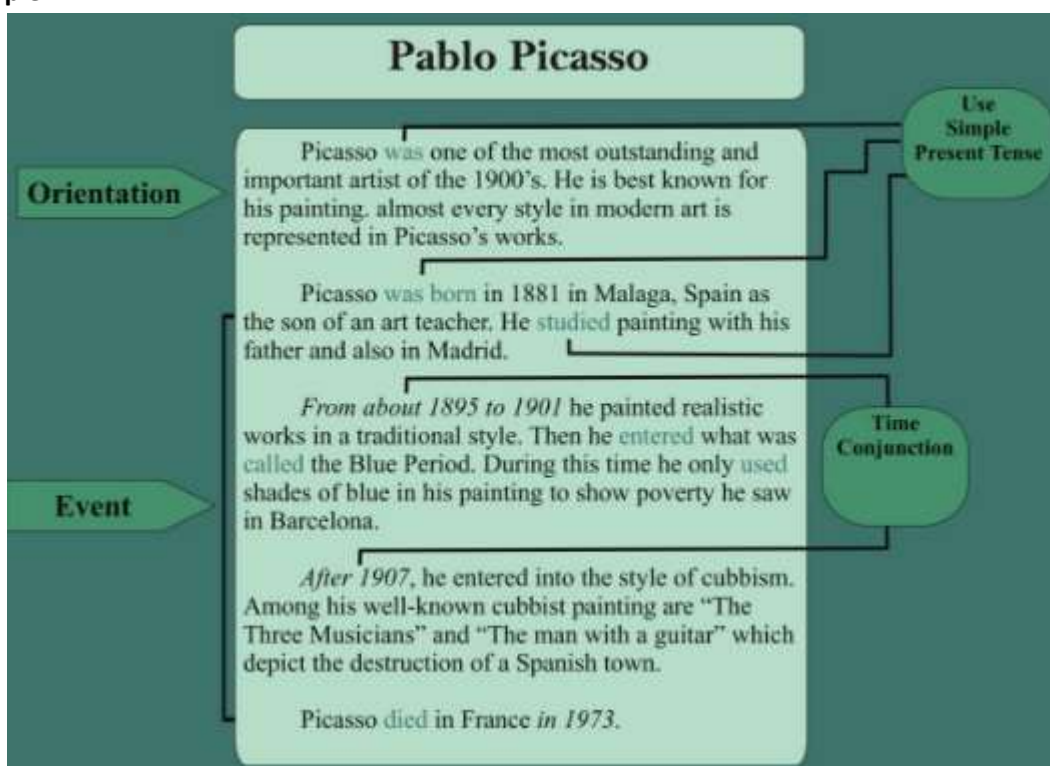 Pablo Picasso
Use
Simple
Present Tense
Orientation
Picasso was one of the most outstanding and
important artist of the 1900's. He is best known for
his painting. almost every style in modern art is
represented in Picasso's works.
Picasso was born in 1881 in Malaga, Spain as
the son of an art teacher. He studied painting with his
father and also in Madrid.
Time
Conjunction
Event
From about 1895 to 1901 he painted realistic
works in a traditional style. Then he entered what was
called the Blue Period. During this time he only used
shades of blue in his painting to show poverty he saw
in Barcelona.
After 1907, he entered into the style of cubbism.
Among his well-known cubbist painting are “The
Three Musicians” and “The man with a guitar” which
depict the destruction of a Spanish town.
Picasso died in France in 1973.